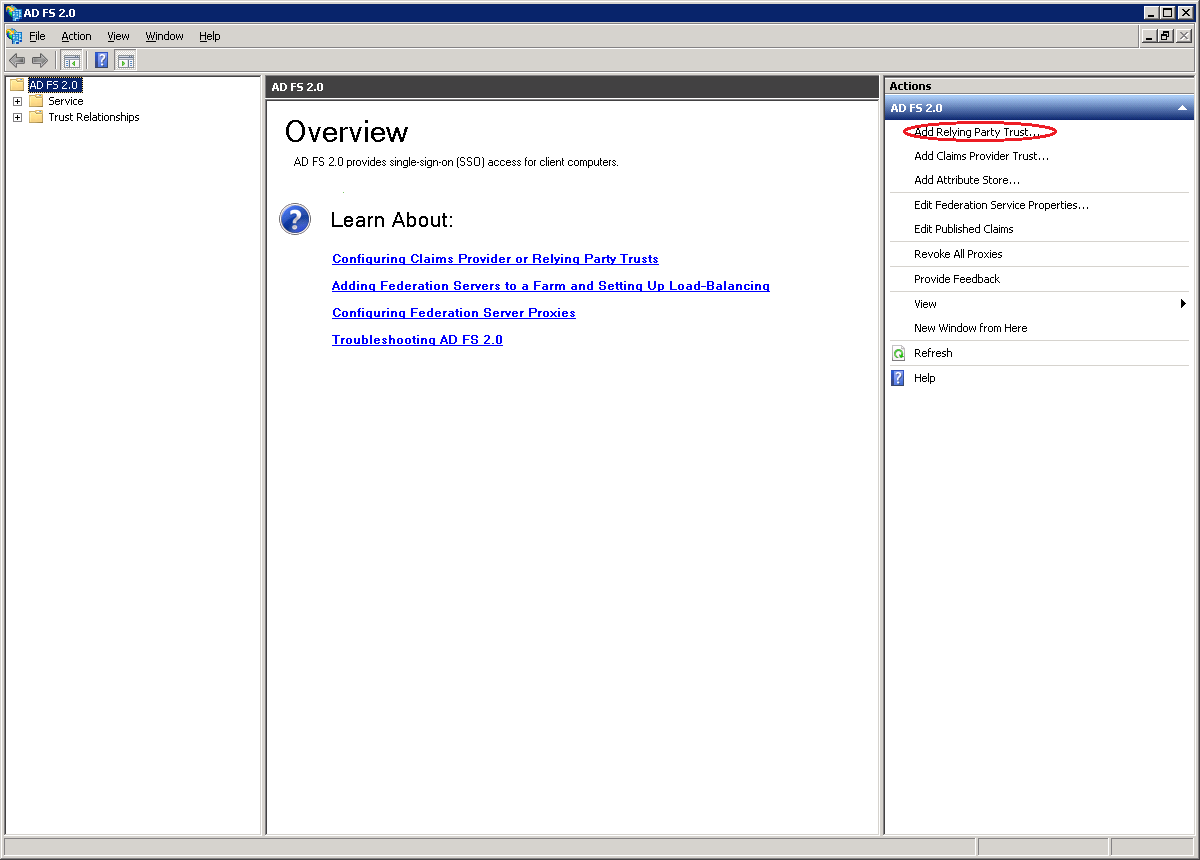 AD FS 2.0
File Action View Window Help
AD FS 2.0
Service
Trust Relationships
AD FS 2.0
Overview
AD FS 2.0 provides single-sign-on (SSO) access for client computers.
Learn About:
Configuring Claims Provider or Relying Party Trusts
Adding Federation Servers to a Farm and Setting Up Load-Balancing
Configuring Federation Server Proxies
Troubleshooting AD FS 2.0
Actions
AD FS 2.0
Add Relying Party Trust...
Add Claims Provider Trust...
Add Attribute Store...
Edit Federation Service Properties...
Edit Published Claims
Revoke All Proxies
Provide Feedback
View
New Window from Here
Refresh
Help